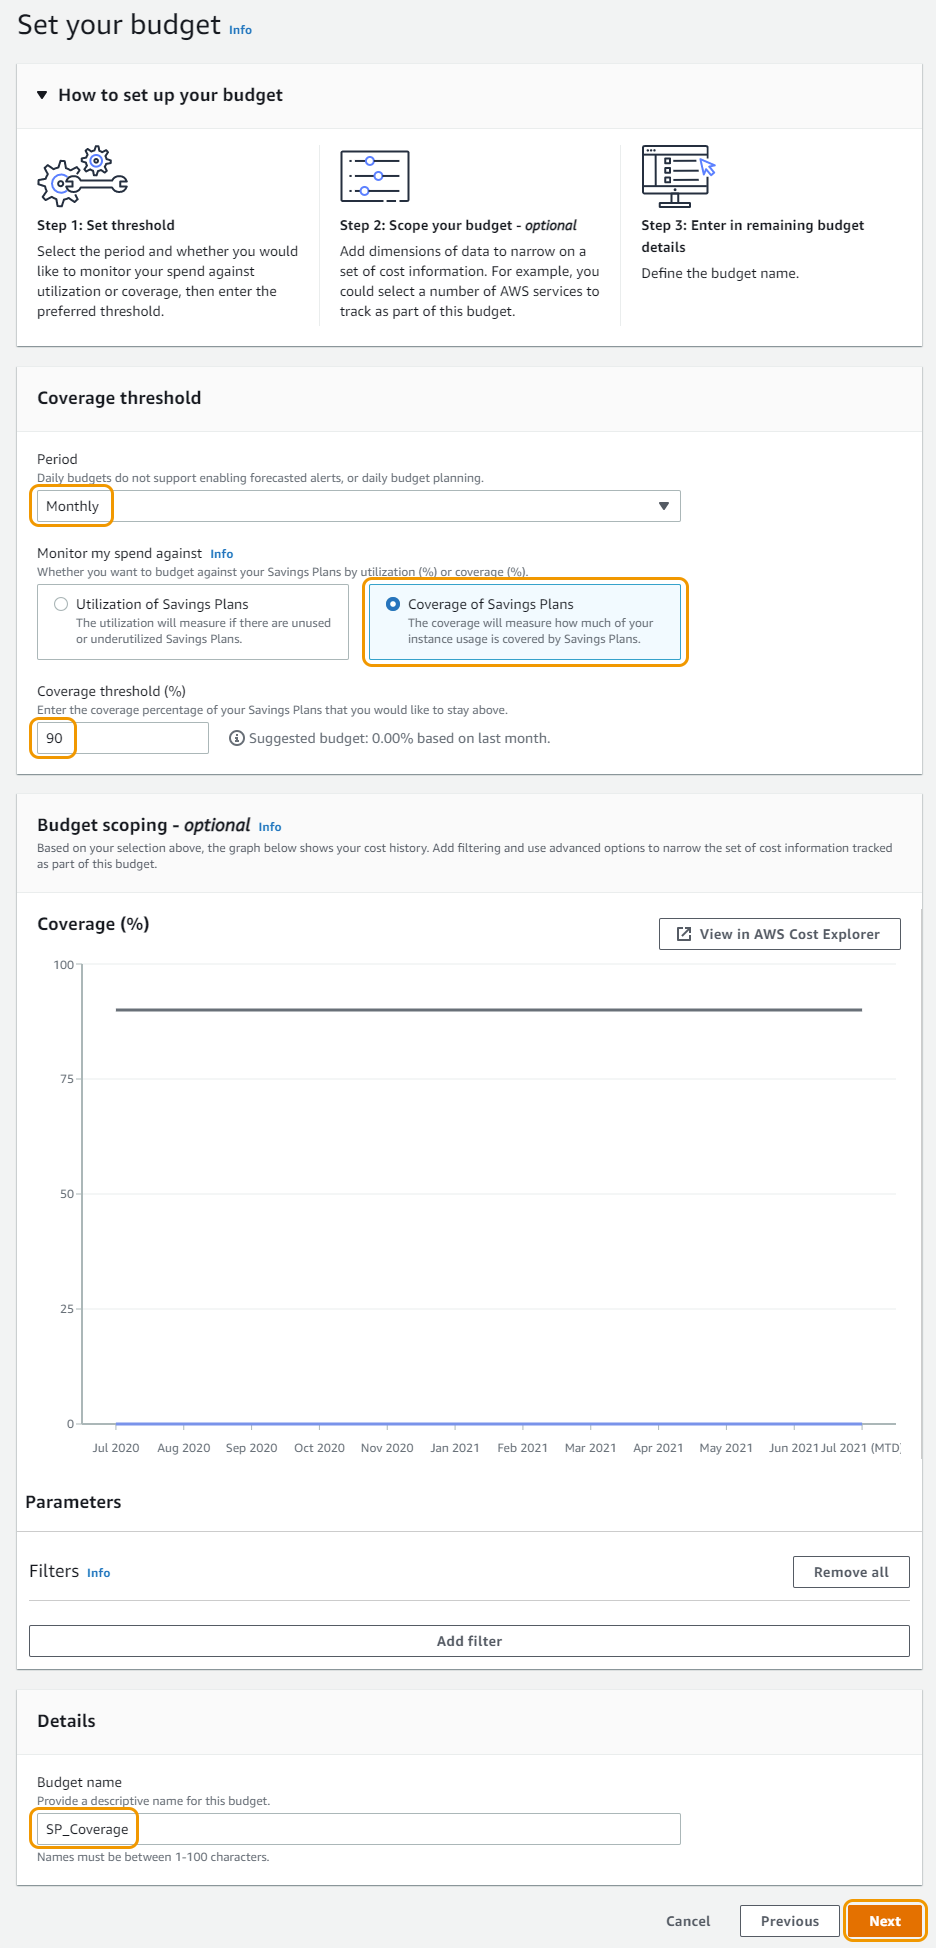 Set your budget Info
How to set up your budget
Step 1: Set threshold
Select the period and whether you would
like to monitor your spend against
utilization or coverage, then enter the
preferred threshold.
Step 2: Scope your budget - optional
Add dimensions of data to narrow on a
set of cost information. For example, you
could select a number of AWS services to
track as part of this budget.
Step 3: Enter in remaining budget
details
Define the budget name.
Coverage threshold
Period
Daily budgets do not support enabling forecasted alerts, or daily budget planning.
Monthly
Monitor my spend against Info
Whether you want to budget against your Savings Plans by utilization (%) or coverage (%).
Utilization of Savings Plans
The utilization will measure if there are unused
or underutilized Savings Plans.
Coverage of Savings Plans
The coverage will measure how much of your
instance usage is covered by Savings Plans.
Coverage threshold (%)
Enter the coverage percentage of your Savings Plans that you would like to stay above.
90
Suggested budget: 0.00% based on last month.
Budget scoping - optional Info
Based on your selection above, the graph below shows your cost history. Add filtering and use advanced options to narrow the set of cost information tracked
as part of this budget.
Coverage (%)
View in AWS Cost Explorer
100
75
50
25
0
Jul 2020 Aug 2020 Sep 2020 Oct 2020 Nov 2020 Jan 2021 Feb 2021 Mar 2021 Apr 2021 May 2021 Jun 2021 Jul 2021 (MTD)
Parameters
Filters Info
Remove all
Add filter
Details
Budget name
Provide a descriptive name for this budget.
SP_Coverage
Names must be between 1-100 characters.
Cancel Previous Next